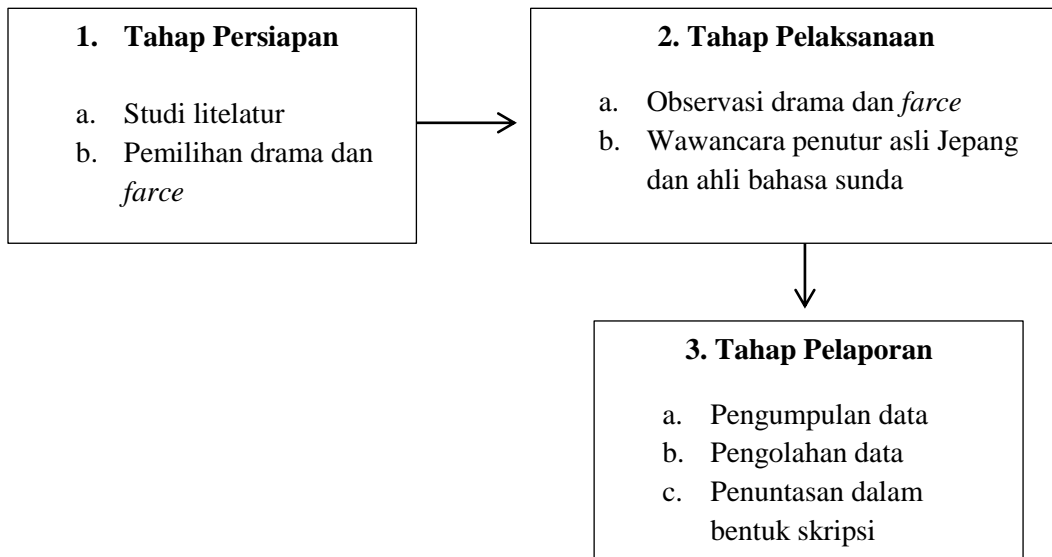 1. Tahap Persiapan
a. Studi litelatur
b. Pemilihan drama dan
farce
2. Tahap Pelaksanaan
a. Observasi drama dan farce
b. Wawancara penutur asli Jepang
dan ahli bahasa sunda
3. Tahap Pelaporan
a. Pengumpulan data
b. Pengolahan data
c. Penuntasan dalam
bentuk skripsi